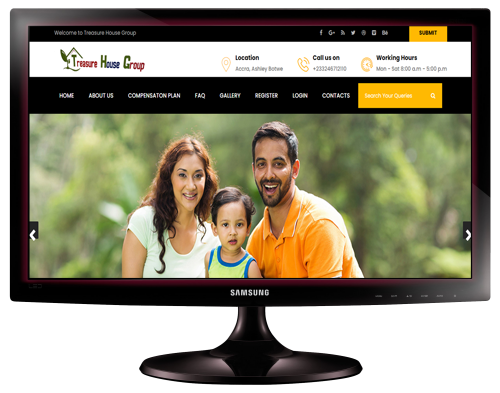 Welcome to Treasure House Group
SUBMIT
Treasure House Group
Location
Accra, Ashley Botwe
Call us on
+23324671210
Working Hours
Mon - Sat 8:00 a.m - 5:00 p.m
HOME ABOUT US COMPENSATON PLAN FAQ GALLERY REGISTER LOGIN CONTACTS
Search Your Queries
SAMSUNG